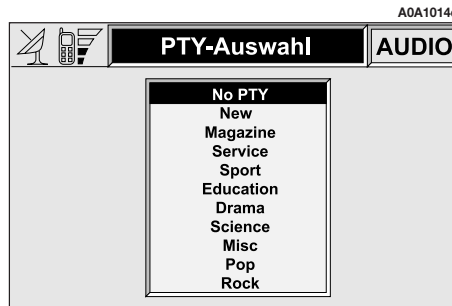 A0A1014
PTY-Auswahl
AUDIO
No PTY
New
Magazine
Service
Sport
Education
Drama
Science
Misc
Pop
Rock